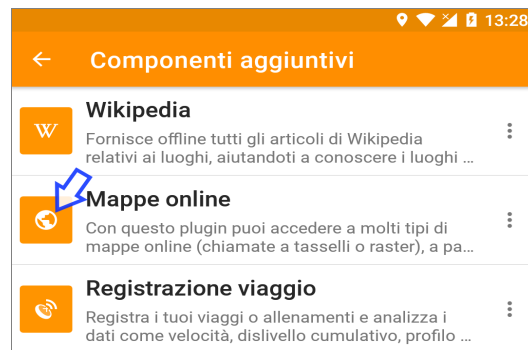 13:28
Componenti aggiuntivi
Wikipedia
W
Fornisce offline tutti gli articoli di Wikipedia
relativi ai luoghi, aiutandoti a conoscere i luoghi ...
Mappe online
Con questo plugin puoi accedere a molti tipi di
mappe online (chiamate a tasselli o raster), a pa...
Registrazione viaggio
Registra i tuoi viaggi o allenamenti e analizza i
dati come velocità, dislivello cumulativo, profilo ...